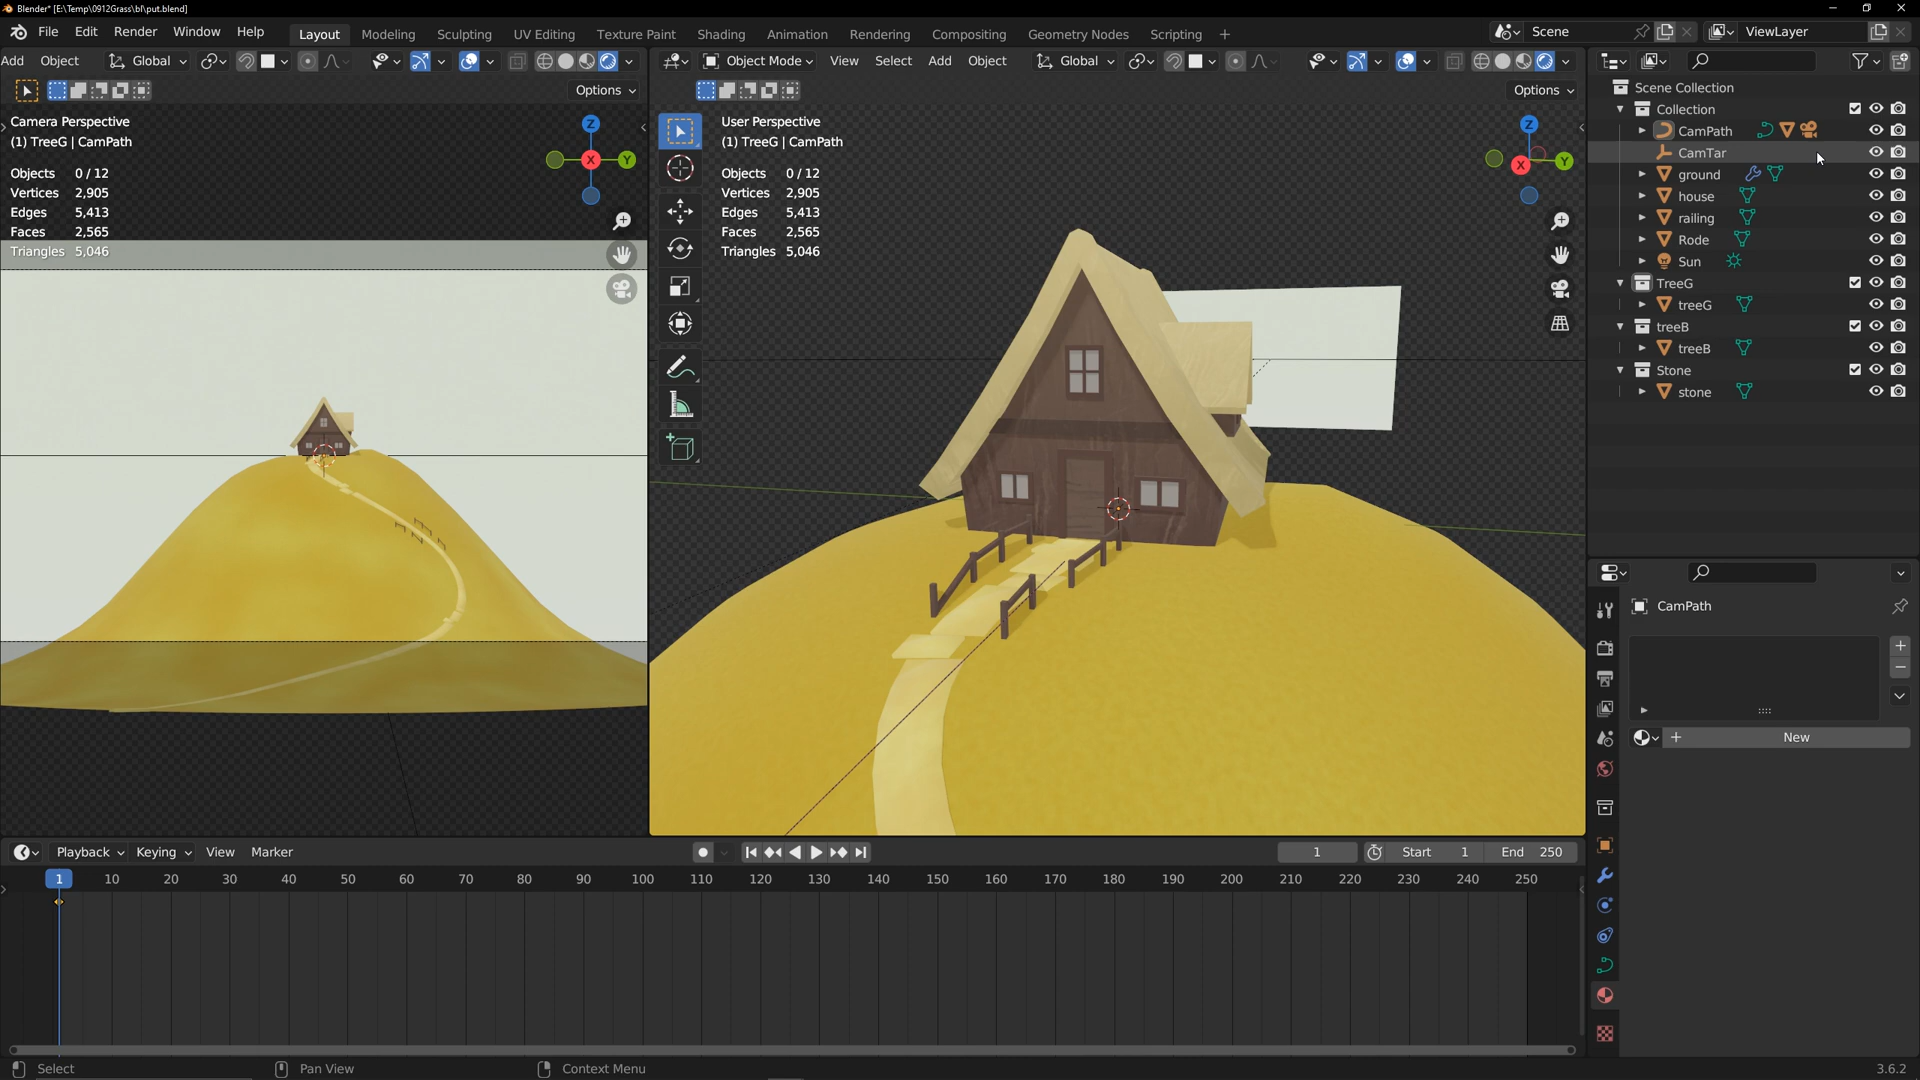 Blender* [E:\Temp\0912Grass\bl\put.blend]
File Edit Render Window Help Layout Modeling Sculpting UV Editing Texture Paint Shading Animation Rendering Compositing Geometry Nodes Scripting + Scene ViewLayer
Add Object Global Object Mode View Select Add Object Global
Options Options
Scene Collection
Collection
CamPath
CamTar
ground
house
railing
Rode
Sun
TreeG
treeG
treeB
treeB
Stone
stone
Camera Perspective
(1) TreeG | CamPath
Objects 0 / 12
Vertices 2,905
Edges 5,413
Faces 2,565
Triangles 5,046
Z
X
Y
User Perspective
(1) TreeG | CamPath
Objects 0 / 12
Vertices 2,905
Edges 5,413
Faces 2,565
Triangles 5,046
Z
X
Y
CamPath
New
Playback Keying View Marker 1 Start 1 End 250
1 10 20 30 40 50 60 70 80 90 100 110 120 130 140 150 160 170 180 190 200 210 220 230 240 250
Select Pan View Context Menu 3.6.2